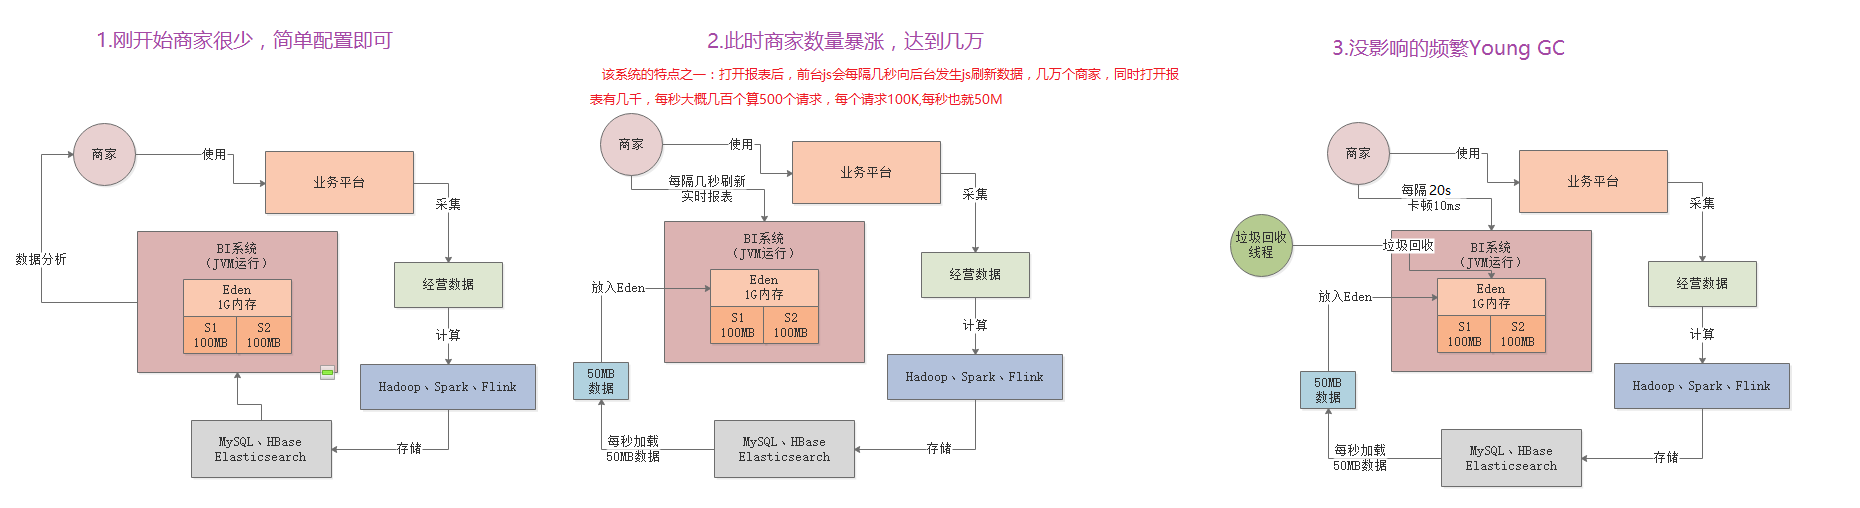 1.刚开始商家很少，简单配置即可
商家
使用
业务平台
采集
数据分析
BI系统
（JVM运行）
Eden
1G内存
S1
100MB
S2
100MB
经营数据
计算
Hadoop、Spark、Flink
MySQL、HBase
Elasticsearch
存储
2.此时商家数量暴涨，达到几万
该系统的特点之一：打开报表后，前台js会每隔几秒向后台发生js刷新数据，几万个商家，同时打开报
表有几千，每秒大概几百个算500个请求，每个请求100K,每秒也就50M
商家
使用
业务平台
每隔几秒刷新
实时报表
采集
BI系统
（JVM运行）
放入Eden
Eden
1G内存
S1
100MB
S2
100MB
经营数据
计算
50MB
数据
Hadoop、Spark、Flink
每秒加载
50MB数据
MySQL、HBase
Elasticsearch
存储
3.没影响的频繁Young GC
商家
使用
业务平台
每隔 20s
卡顿10ms
采集
垃圾回收
线程
垃圾回收
BI系统
（JVM运行）
放入Eden
Eden
1G内存
S1
100MB
S2
100MB
经营数据
计算
50MB
数据
Hadoop、Spark、Flink
每秒加载
50MB数据
MySQL、HBase
Elasticsearch
存储